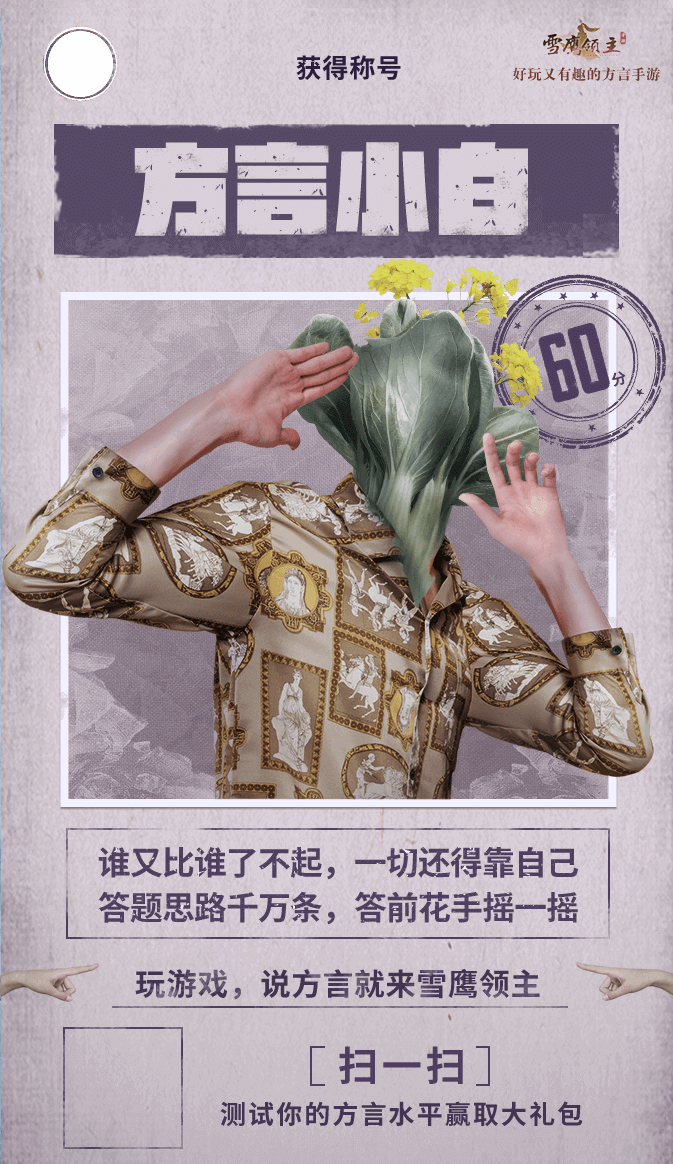 获得称号
雪鹰领主
好玩又有趣的方言手游
方言小白
60分
谁又比谁了不起，一切还得靠自己
答题思路千万条，答前花手摇一摇
玩游戏，说方言就来雪鹰领主
[扫一扫]
测试你的方言水平赢取大礼包